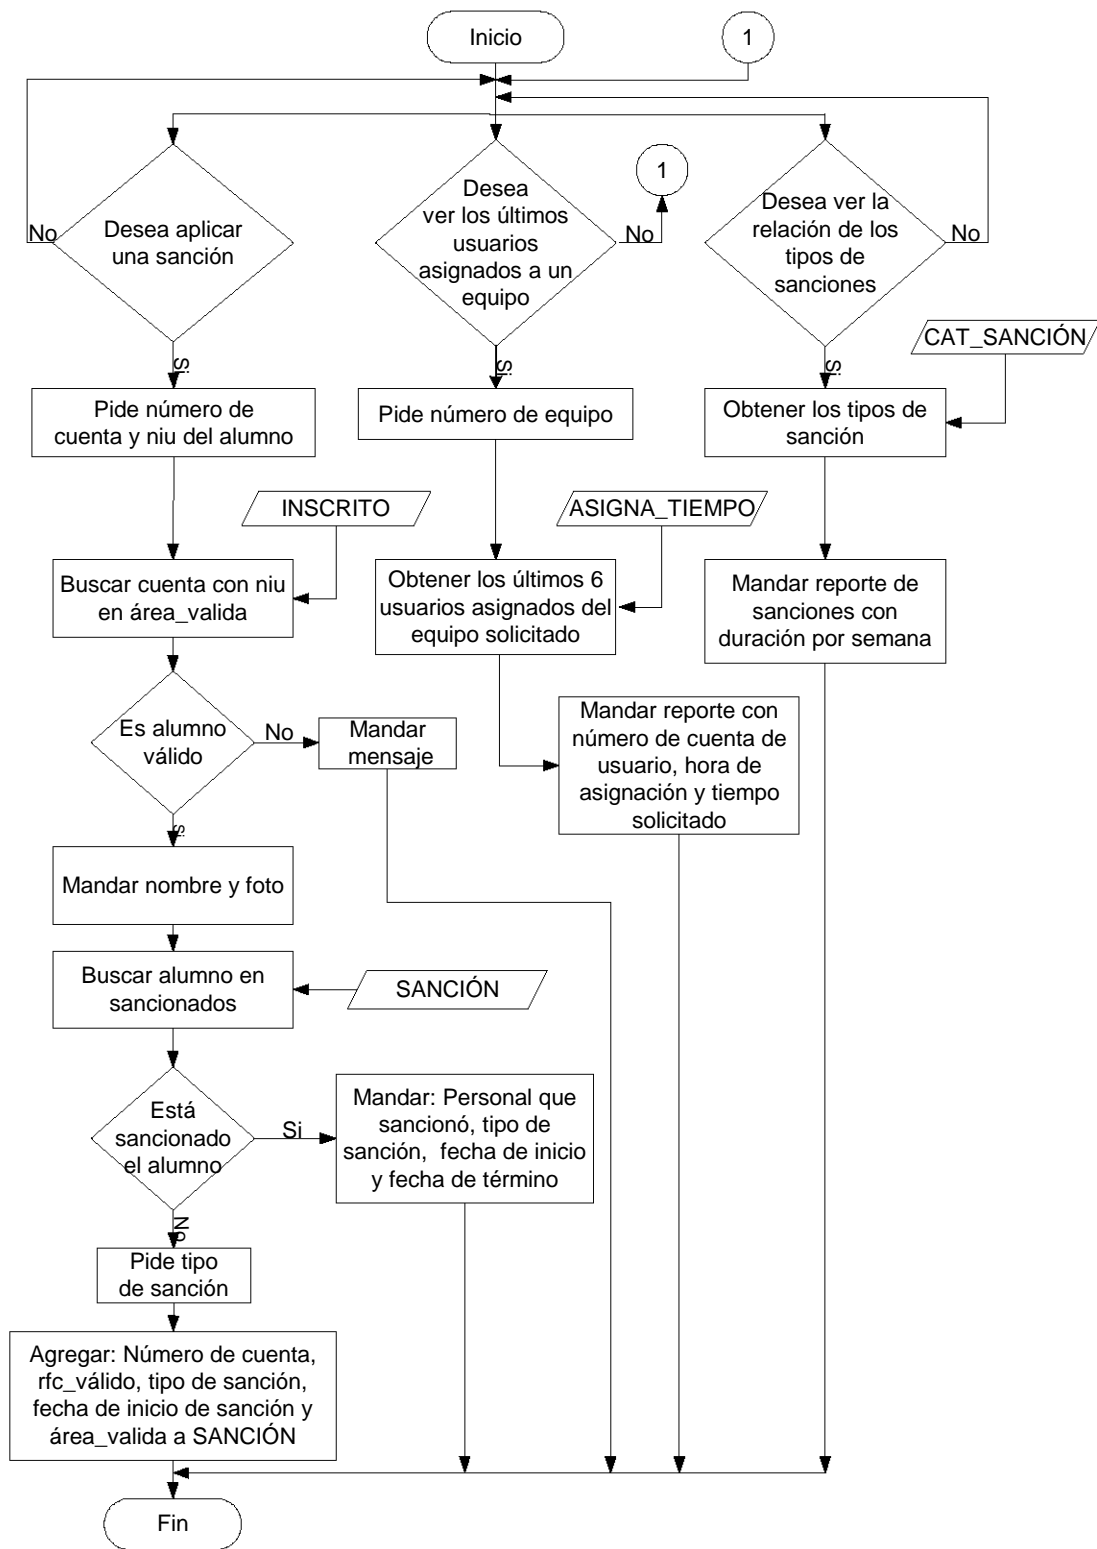 Inicio
1
Desea aplicar
una sanción
No
Si
Desea
ver los últimos
usuarios
asignados a un
equipo
No
1
Si
Desea ver la
relación de los
tipos de
sanciones
No
Si
CAT_SANCIÓN
Pide número de
cuenta y niu del alumno
Pide número de equipo
Obtener los tipos de
sanción
INSCRITO
ASIGNA_TIEMPO
Buscar cuenta con niu
en área_valida
Obtener los últimos 6
usuarios asignados del
equipo solicitado
Mandar reporte de
sanciones con
duración por semana
Es alumno
válido
No
Mandar
mensaje
Mandar reporte con
número de cuenta de
usuario, hora de
asignación y tiempo
solicitado
si
Mandar nombre y foto
Buscar alumno en
sancionados
SANCIÓN
Está
sancionado
el alumno
Si
Mandar: Personal que
sancionó, tipo de
sanción,  fecha de inicio
y fecha de término
No
Pide tipo
de sanción
Agregar: Número de cuenta,
rfc_válido, tipo de sanción,
fecha de inicio de sanción y
área_valida a SANCIÓN
Fin